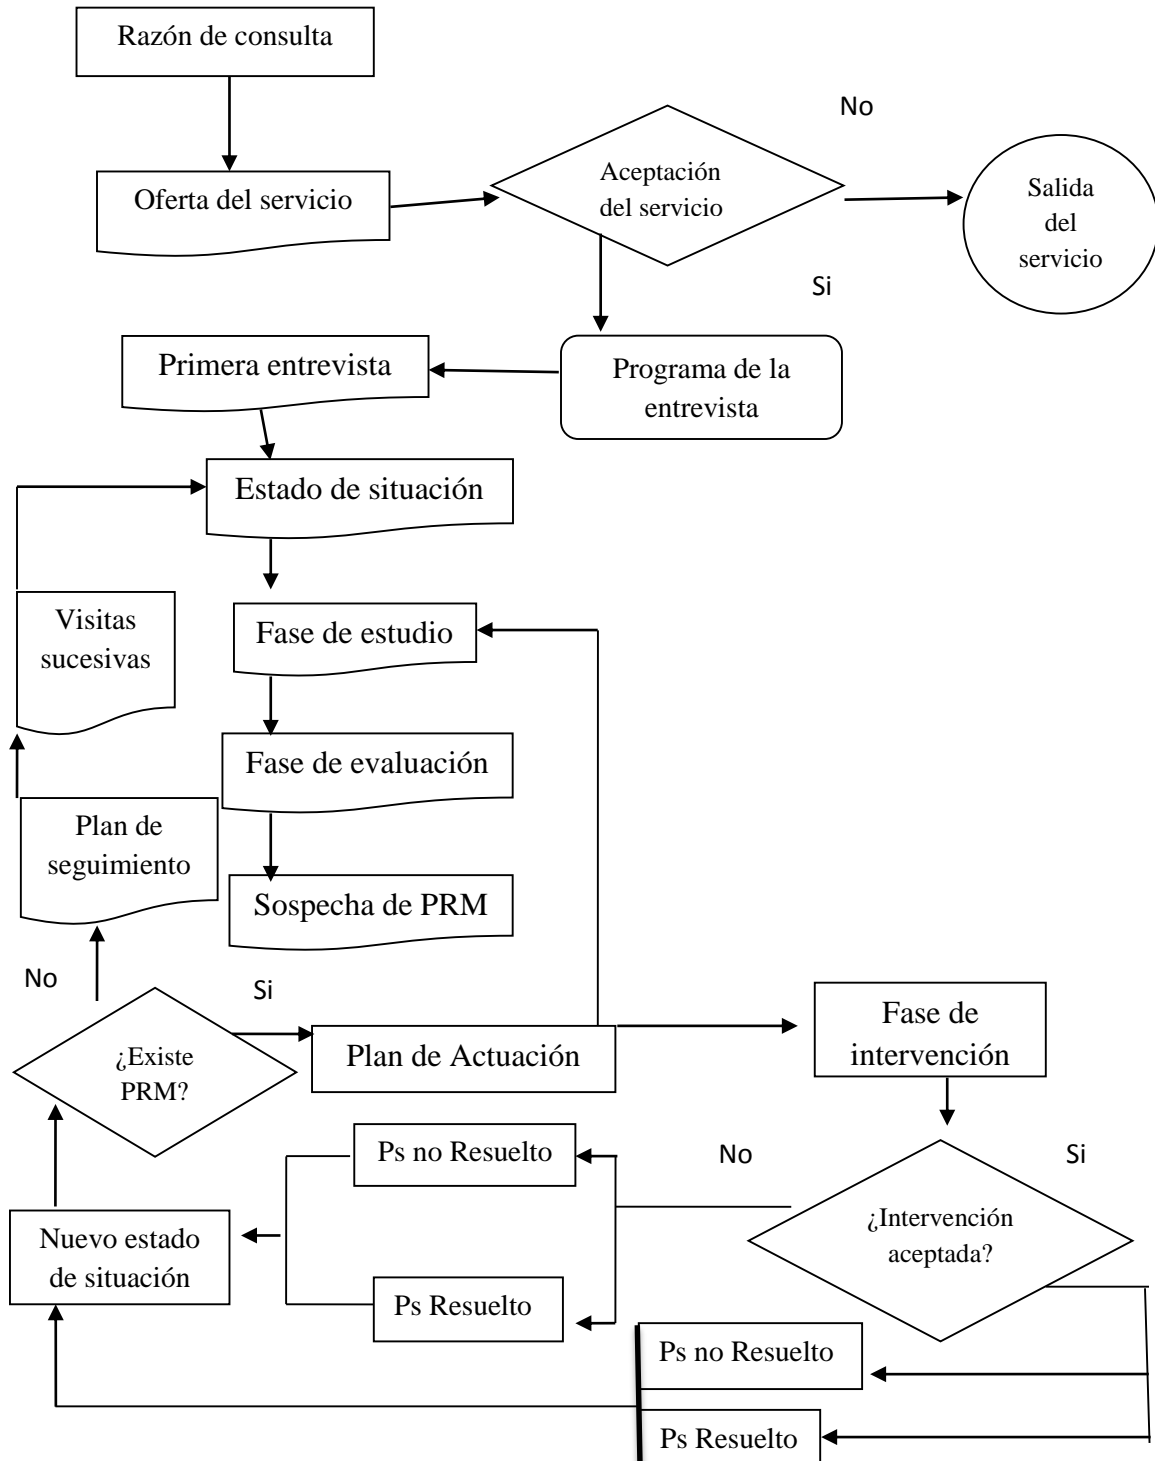 Razón de consulta
No
Aceptación
del servicio
Salida
del
servicio
Oferta del servicio
Si
Primera entrevista
Programa de la
entrevista
Estado de situación
Visitas
sucesivas
Fase de estudio
Fase de evaluación
Plan de
seguimiento
Sospecha de PRM
No
Si
¿Existe
PRM?
Plan de Actuación
Fase de
intervención
Ps no Resuelto
No
Si
¿Intervención
aceptada?
Nuevo estado
de situación
Ps Resuelto
Ps no Resuelto
Ps Resuelto